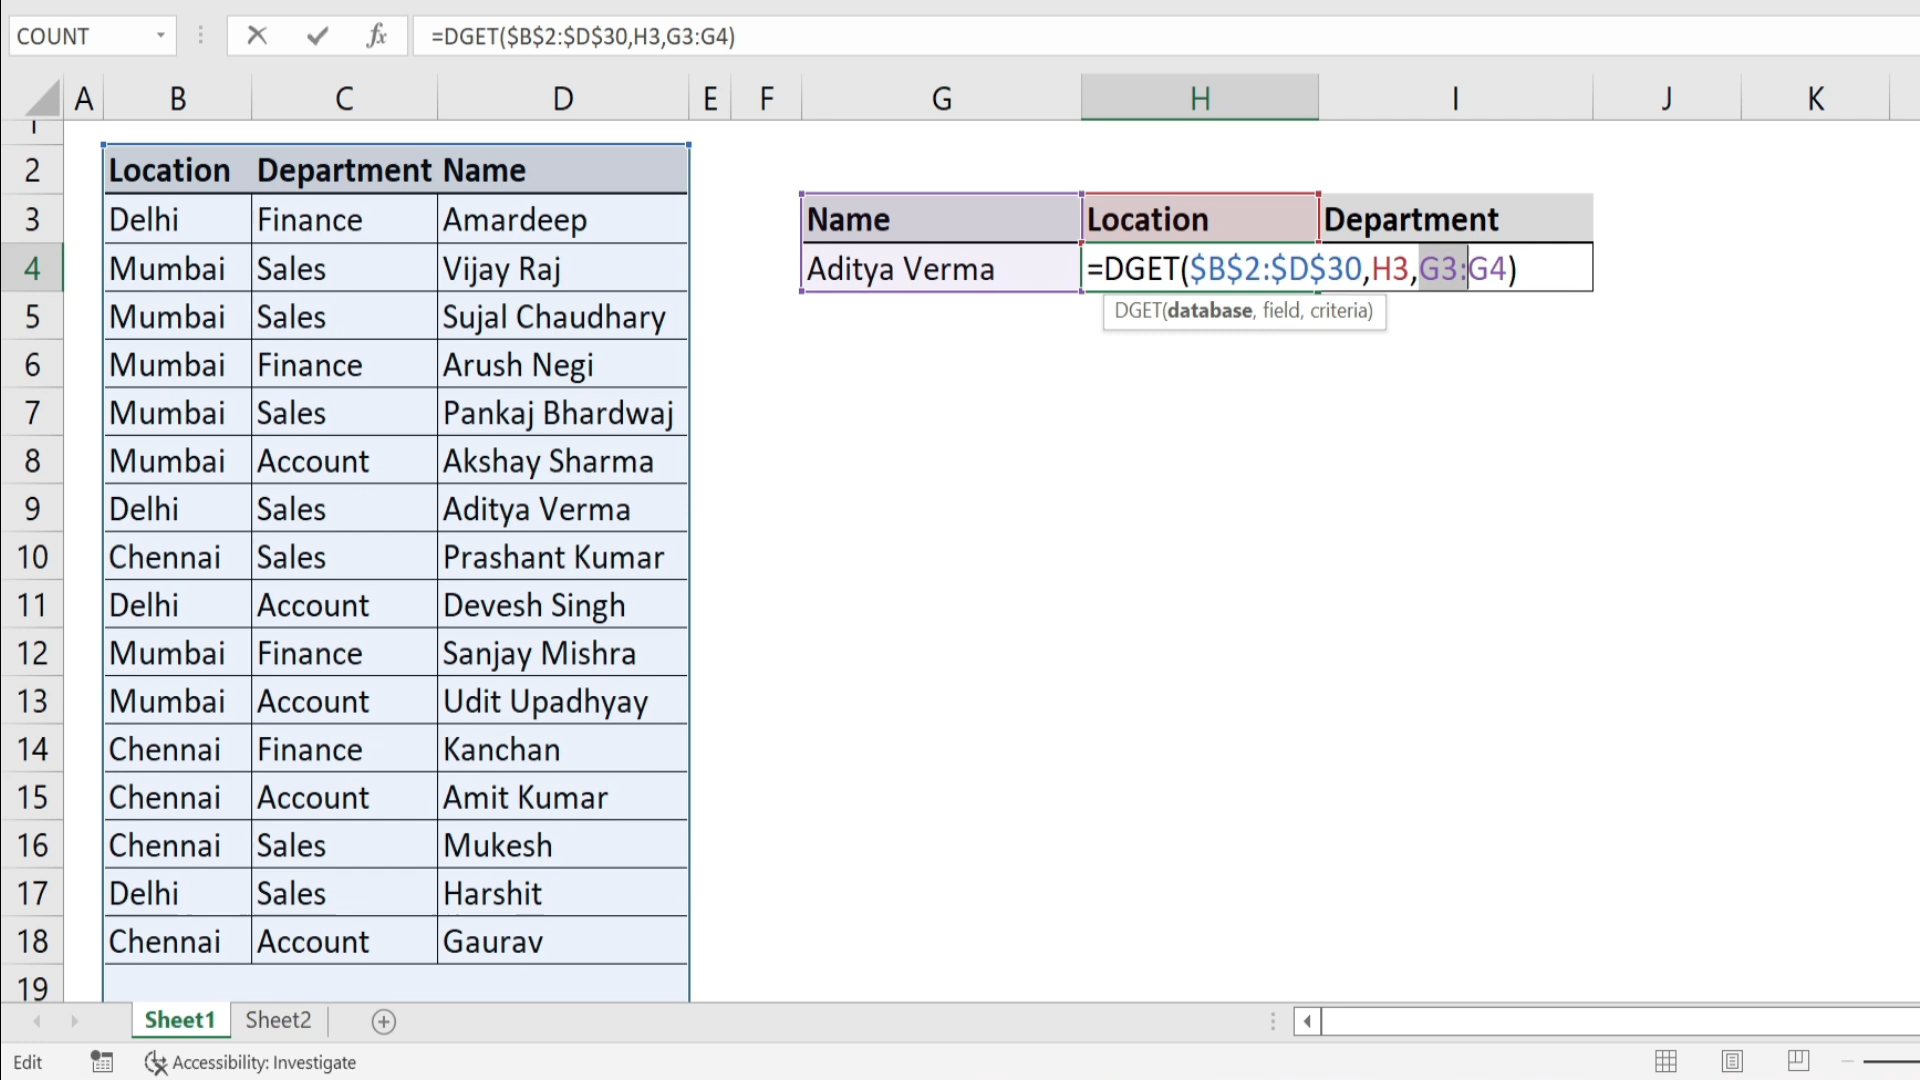 COUNT fx =DGET($B$2:$D$30,H3,G3:G4)
A B C D E F G H I J K
1
2 Location Department Name
3 Delhi Finance Amardeep Name Location Department
4 Mumbai Sales Vijay Raj Aditya Verma =DGET($B$2:$D$30,H3,G3:G4)
5 Mumbai Sales Sujal Chaudhary DGET(database, field, criteria)
6 Mumbai Finance Arush Negi
7 Mumbai Sales Pankaj Bhardwaj
8 Mumbai Account Akshay Sharma
9 Delhi Sales Aditya Verma
10 Chennai Sales Prashant Kumar
11 Delhi Account Devesh Singh
12 Mumbai Finance Sanjay Mishra
13 Mumbai Account Udit Upadhyay
14 Chennai Finance Kanchan
15 Chennai Account Amit Kumar
16 Chennai Sales Mukesh
17 Delhi Sales Harshit
18 Chennai Account Gaurav
19
Sheet1 Sheet2
Edit Accessibility: Investigate